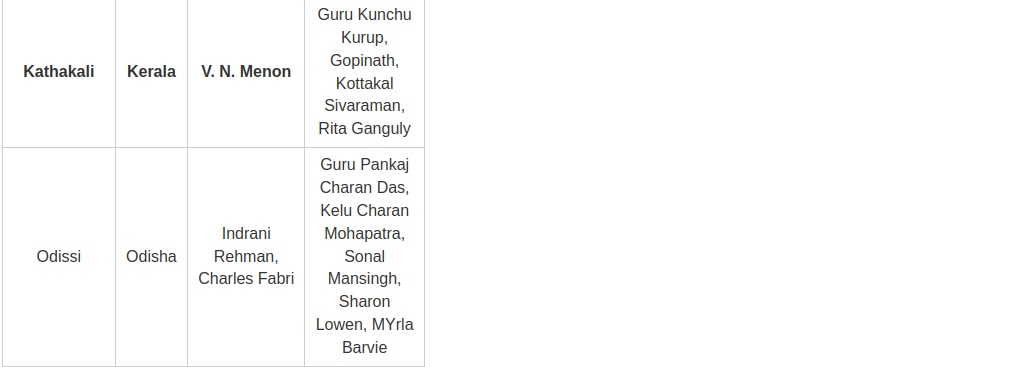 Kathakali
Kerala
V. N. Menon
Guru Kunchu
Kurup,
Gopinath,
Kottakal
Sivaraman,
Rita Ganguly
Odissi
Odisha
Indrani
Rehman,
Charles Fabri
Guru Pankaj
Charan Das,
Kelu Charan
Mohapatra,
Sonal
Mansingh,
Sharon
Lowen, MYrla
Barvie